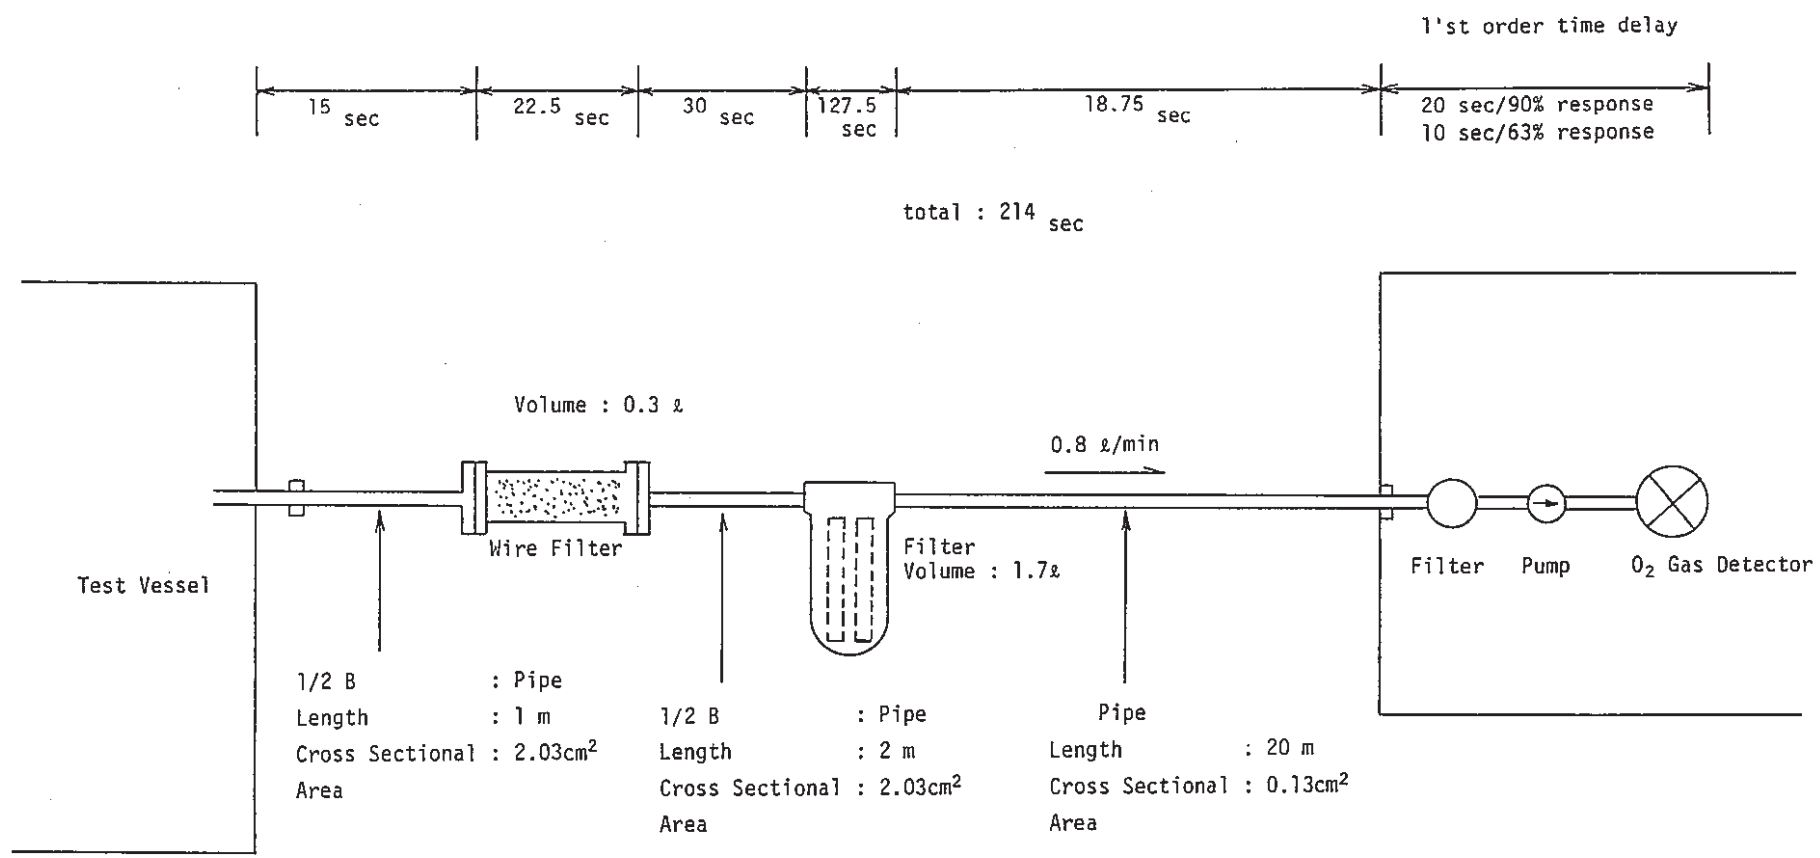 1'st order time delay
15 sec
22.5 sec
30 sec
127.5
sec
18.75 sec
20 sec/90% response
10 sec/63% response
total : 214 sec
Volume : 0.3 ℓ
0.8 ℓ/min
Wire Filter
Filter
Volume : 1.7ℓ
Test Vessel
Filter
Pump
O₂ Gas Detector
1/2 B : Pipe
Length : 1 m
Cross Sectional : 2.03cm²
Area
1/2 B : Pipe
Length : 2 m
Cross Sectional : 2.03cm²
Area
Pipe
Length : 20 m
Cross Sectional : 0.13cm²
Area